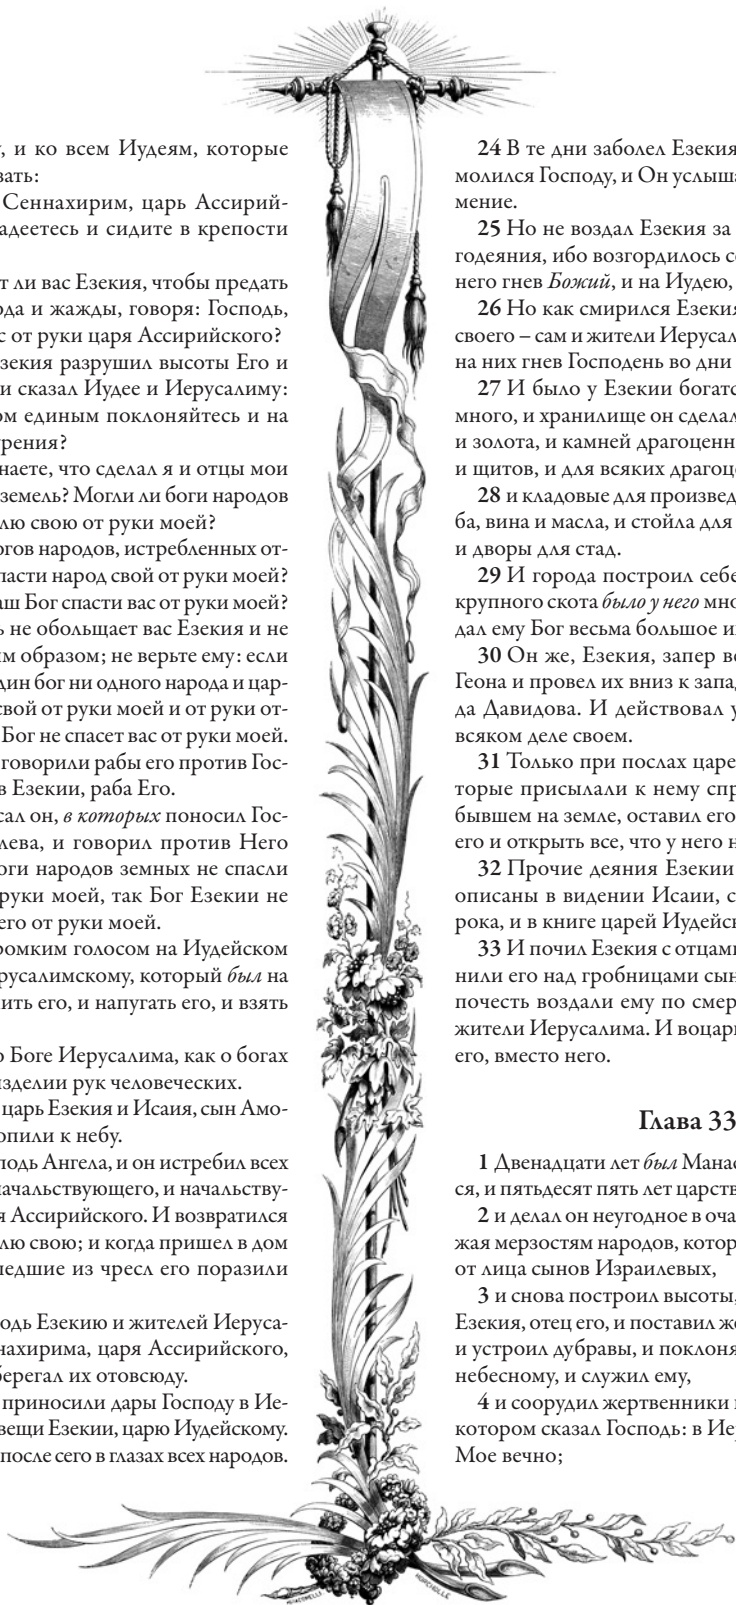 , и ко всем Иудеям, которые
вать:
Сеннахирим, царь Ассирий-
адеетесь и сидите в крепости
т ли вас Езекия, чтобы предать
ода и жажды, говоря: Господь,
с от руки царя Ассирийского?
зекия разрушил высоты Его и
и сказал Иудее и Иерусалиму:
ом единым поклоняйтесь и на
урения?
наете, что сделал я и отцы мои
земель? Могли ли боги народов
лю свою от руки моей?
огов народов, истребленных от-
пасти народ свой от руки моей?
аш Бог спасти вас от руки моей?
ь не обольщает вас Езекия и не
им образом; не верьте ему: если
дин бог ни одного народа и цар-
свой от руки моей и от руки от-
Бог не спасет вас от руки моей.
говорили рабы его против Гос-
в Езекии, раба Его.
сал он, в которых поносил Гос-
лева, и говорил против Него
оги народов земных не спасли
руки моей, так Бог Езекии не
его от руки моей.
ромким голосом на Иудейском
русалимскому, который был на
ить его, и напугать его, и взять
о Боге Иерусалима, как о богах
зделии рук человеческих.
царь Езекия и Исаия, сын Амо-
опили к небу.
подь Ангела, и он истребил всех
начальствующего, и начальству-
я Ассирийского. И возвратился
лю свою; и когда пришел в дом
едшие из чресл его поразили
одь Езекию и жителей Иеруса-
нахирима, царя Ассирийского,
берегал их отовсюду.
приносили дары Господу в Ие-
вещи Езекии, царю Иудейскому.
после сего в глазах всех народов.
24 В те дни заболел Езекия
молился Господу, и Он услыша
мение.
25 Но не воздал Езекия за
годеяния, ибо возгордилось се
него гнев Божий, и на Иудею,
26 Но как смирился Езекия
своего – сам и жители Иерусал
на них гнев Господень во дни
27 И было у Езекии богатс
много, и хранилище он сделал
и золота, и камней драгоценн
и щитов, и для всяких драгоце
28 и кладовые для произвед
ба, вина и масла, и стойла для
и дворы для стад.
29 И города построил себе
крупного скота было у него мно
дал ему Бог весьма большое им
30 Он же, Езекия, запер ве
Геона и провел их вниз к запад
да Давидова. И действовал у
всяком деле своем.
31 Только при послах царе
торые присылали к нему спр
бывшем на земле, оставил его
его и открыть все, что у него н
32 Прочие деяния Езекии
описаны в видении Исаии, с
рока, и в книге царей Иудейск
33 И почил Езекия с отцами
нили его над гробницами сын
почесть воздали ему по смер
жители Иерусалима. И воцари
его, вместо него.
Глава 33
1 Двенадцати лет был Манас
ся, и пятьдесят пять лет царств
2 и делал он неугодное в оча
жая мерзостям народов, котор
от лица сынов Израилевых,
3 и снова построил высоты,
Езекия, отец его, и поставил же
и устроил дубравы, и поклоня
небесному, и служил ему,
4 и соорудил жертвенники
котором сказал Господь: в Иер
Мое вечно;